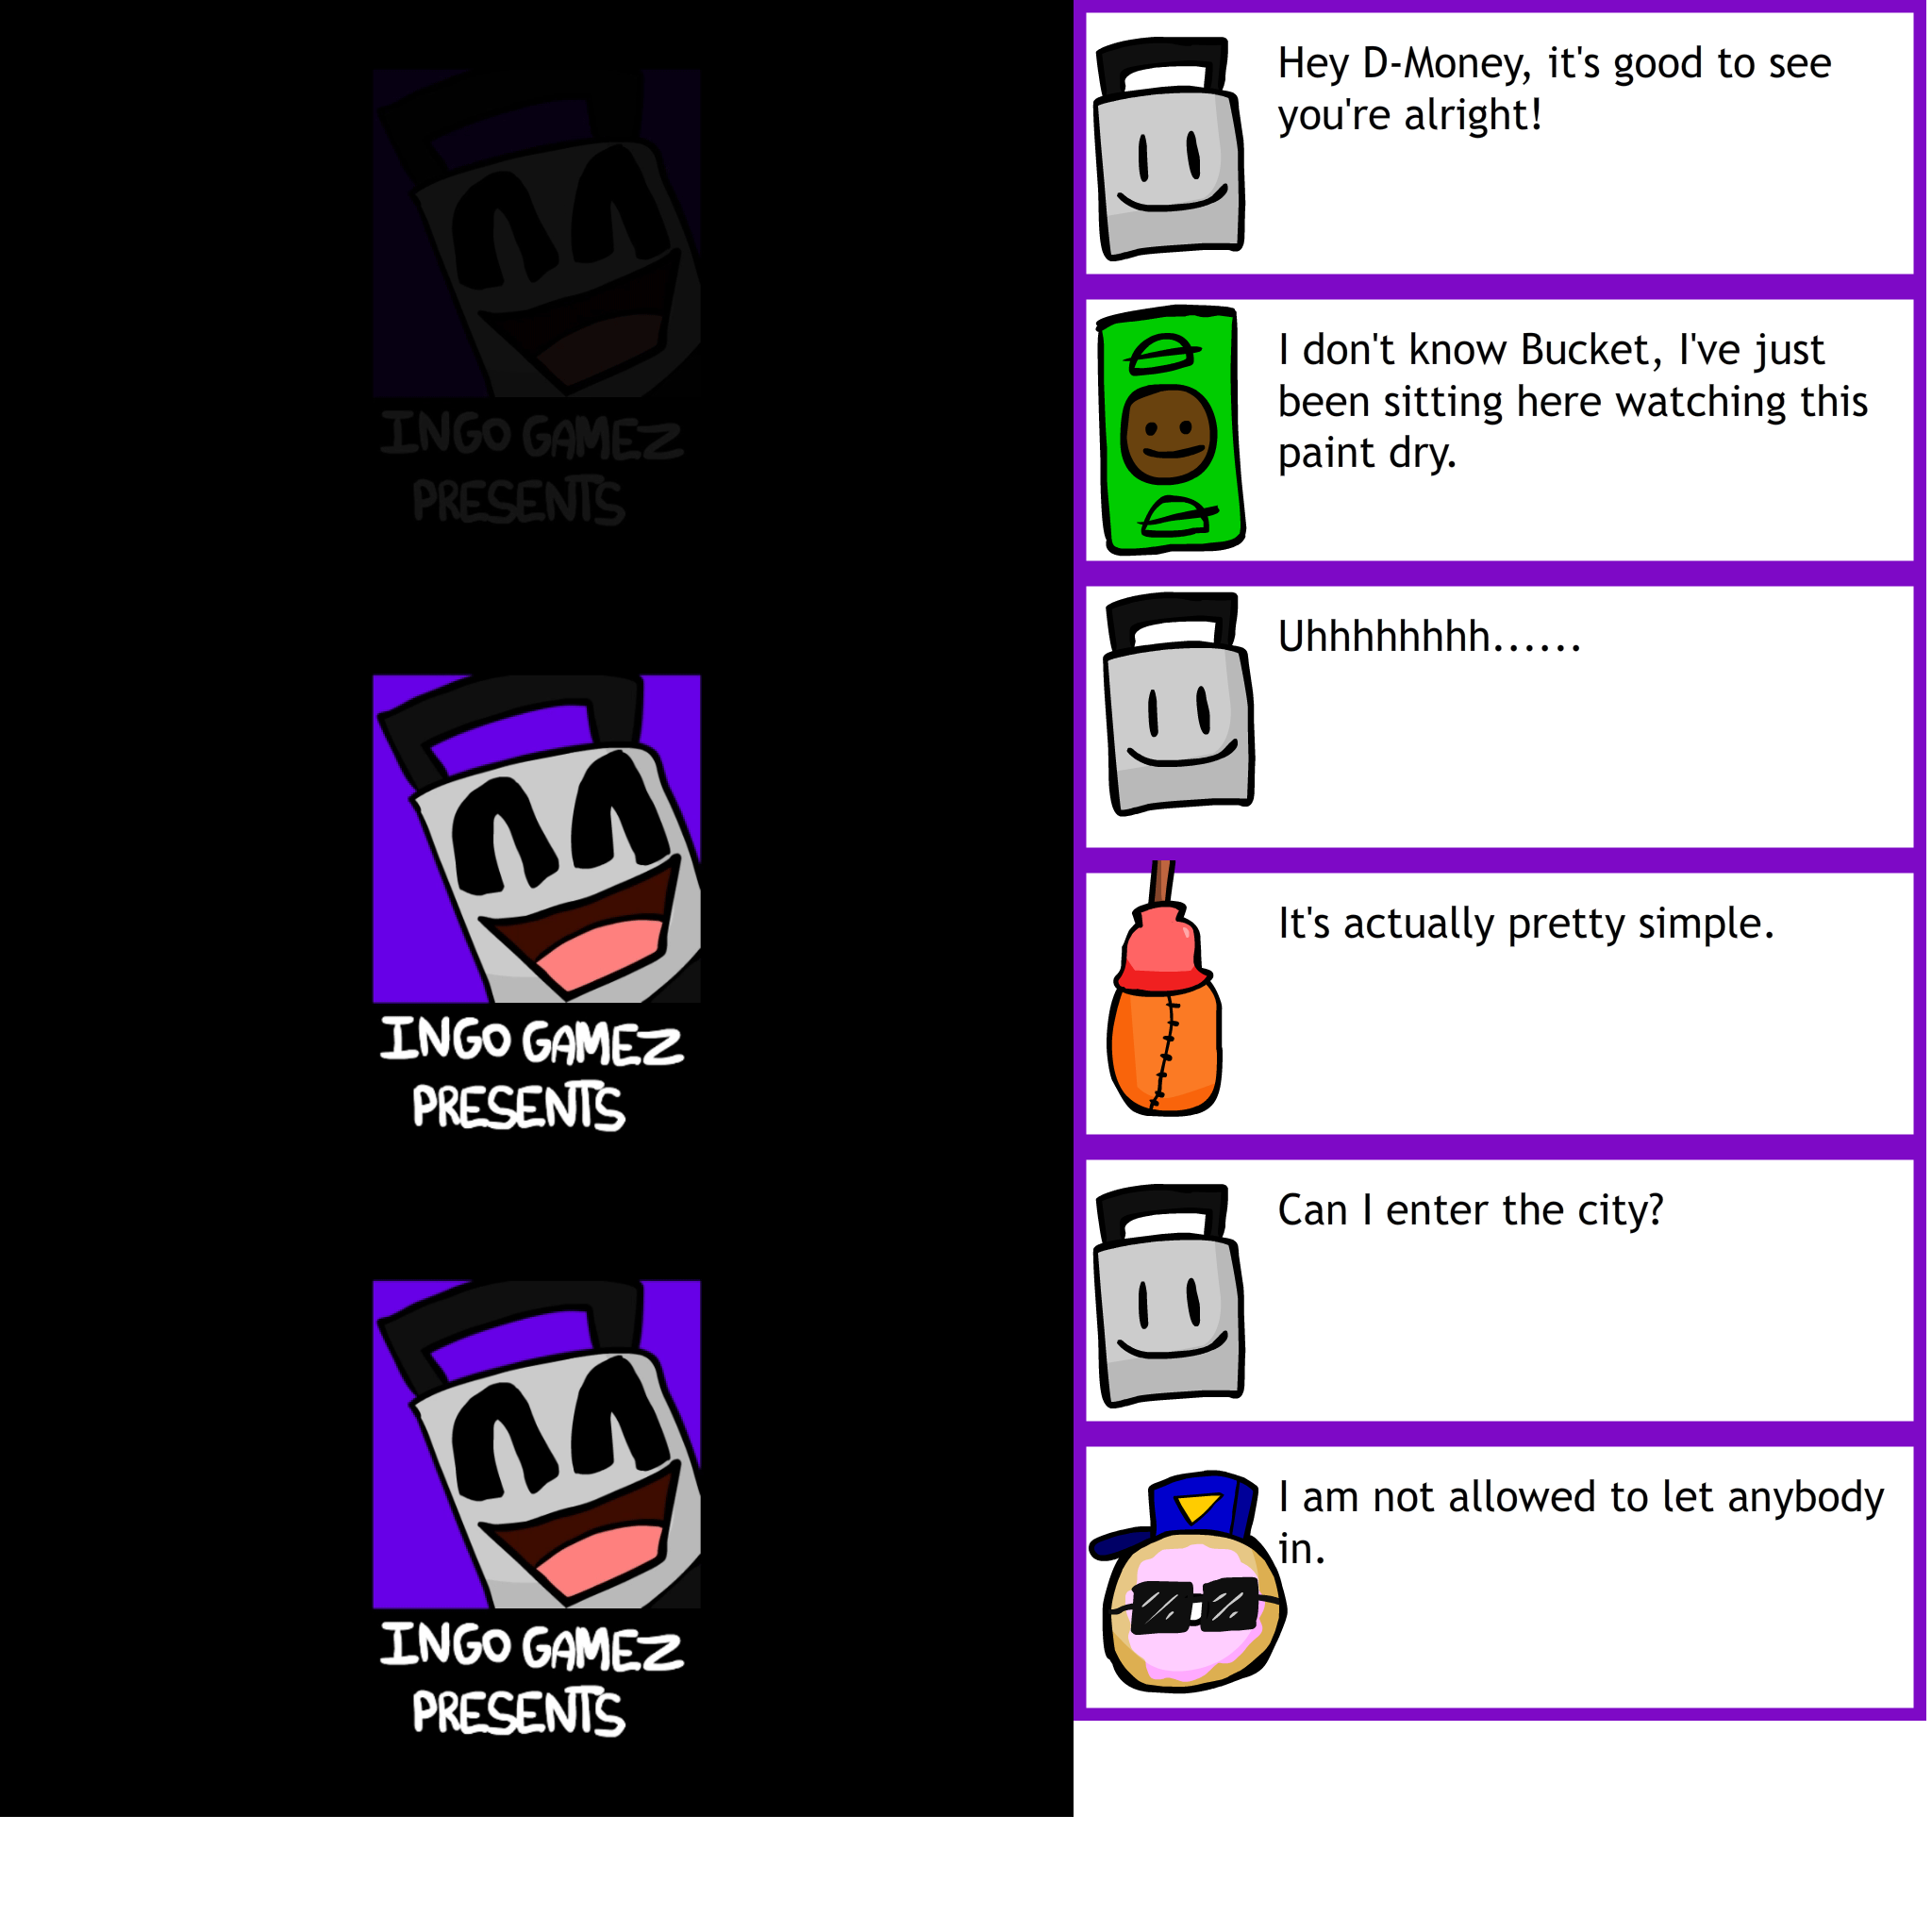 INGO GAMEZ
PRESENTS
INGO GAMEZ
PRESENTS
INGO GAMEZ
PRESENTS
Hey D-Money, it's good to see
you're alright!
I don't know Bucket, I've just
been sitting here watching this
paint dry.
Uhhhhhhhh......
It's actually pretty simple.
Can I enter the city?
I am not allowed to let anybody
in.